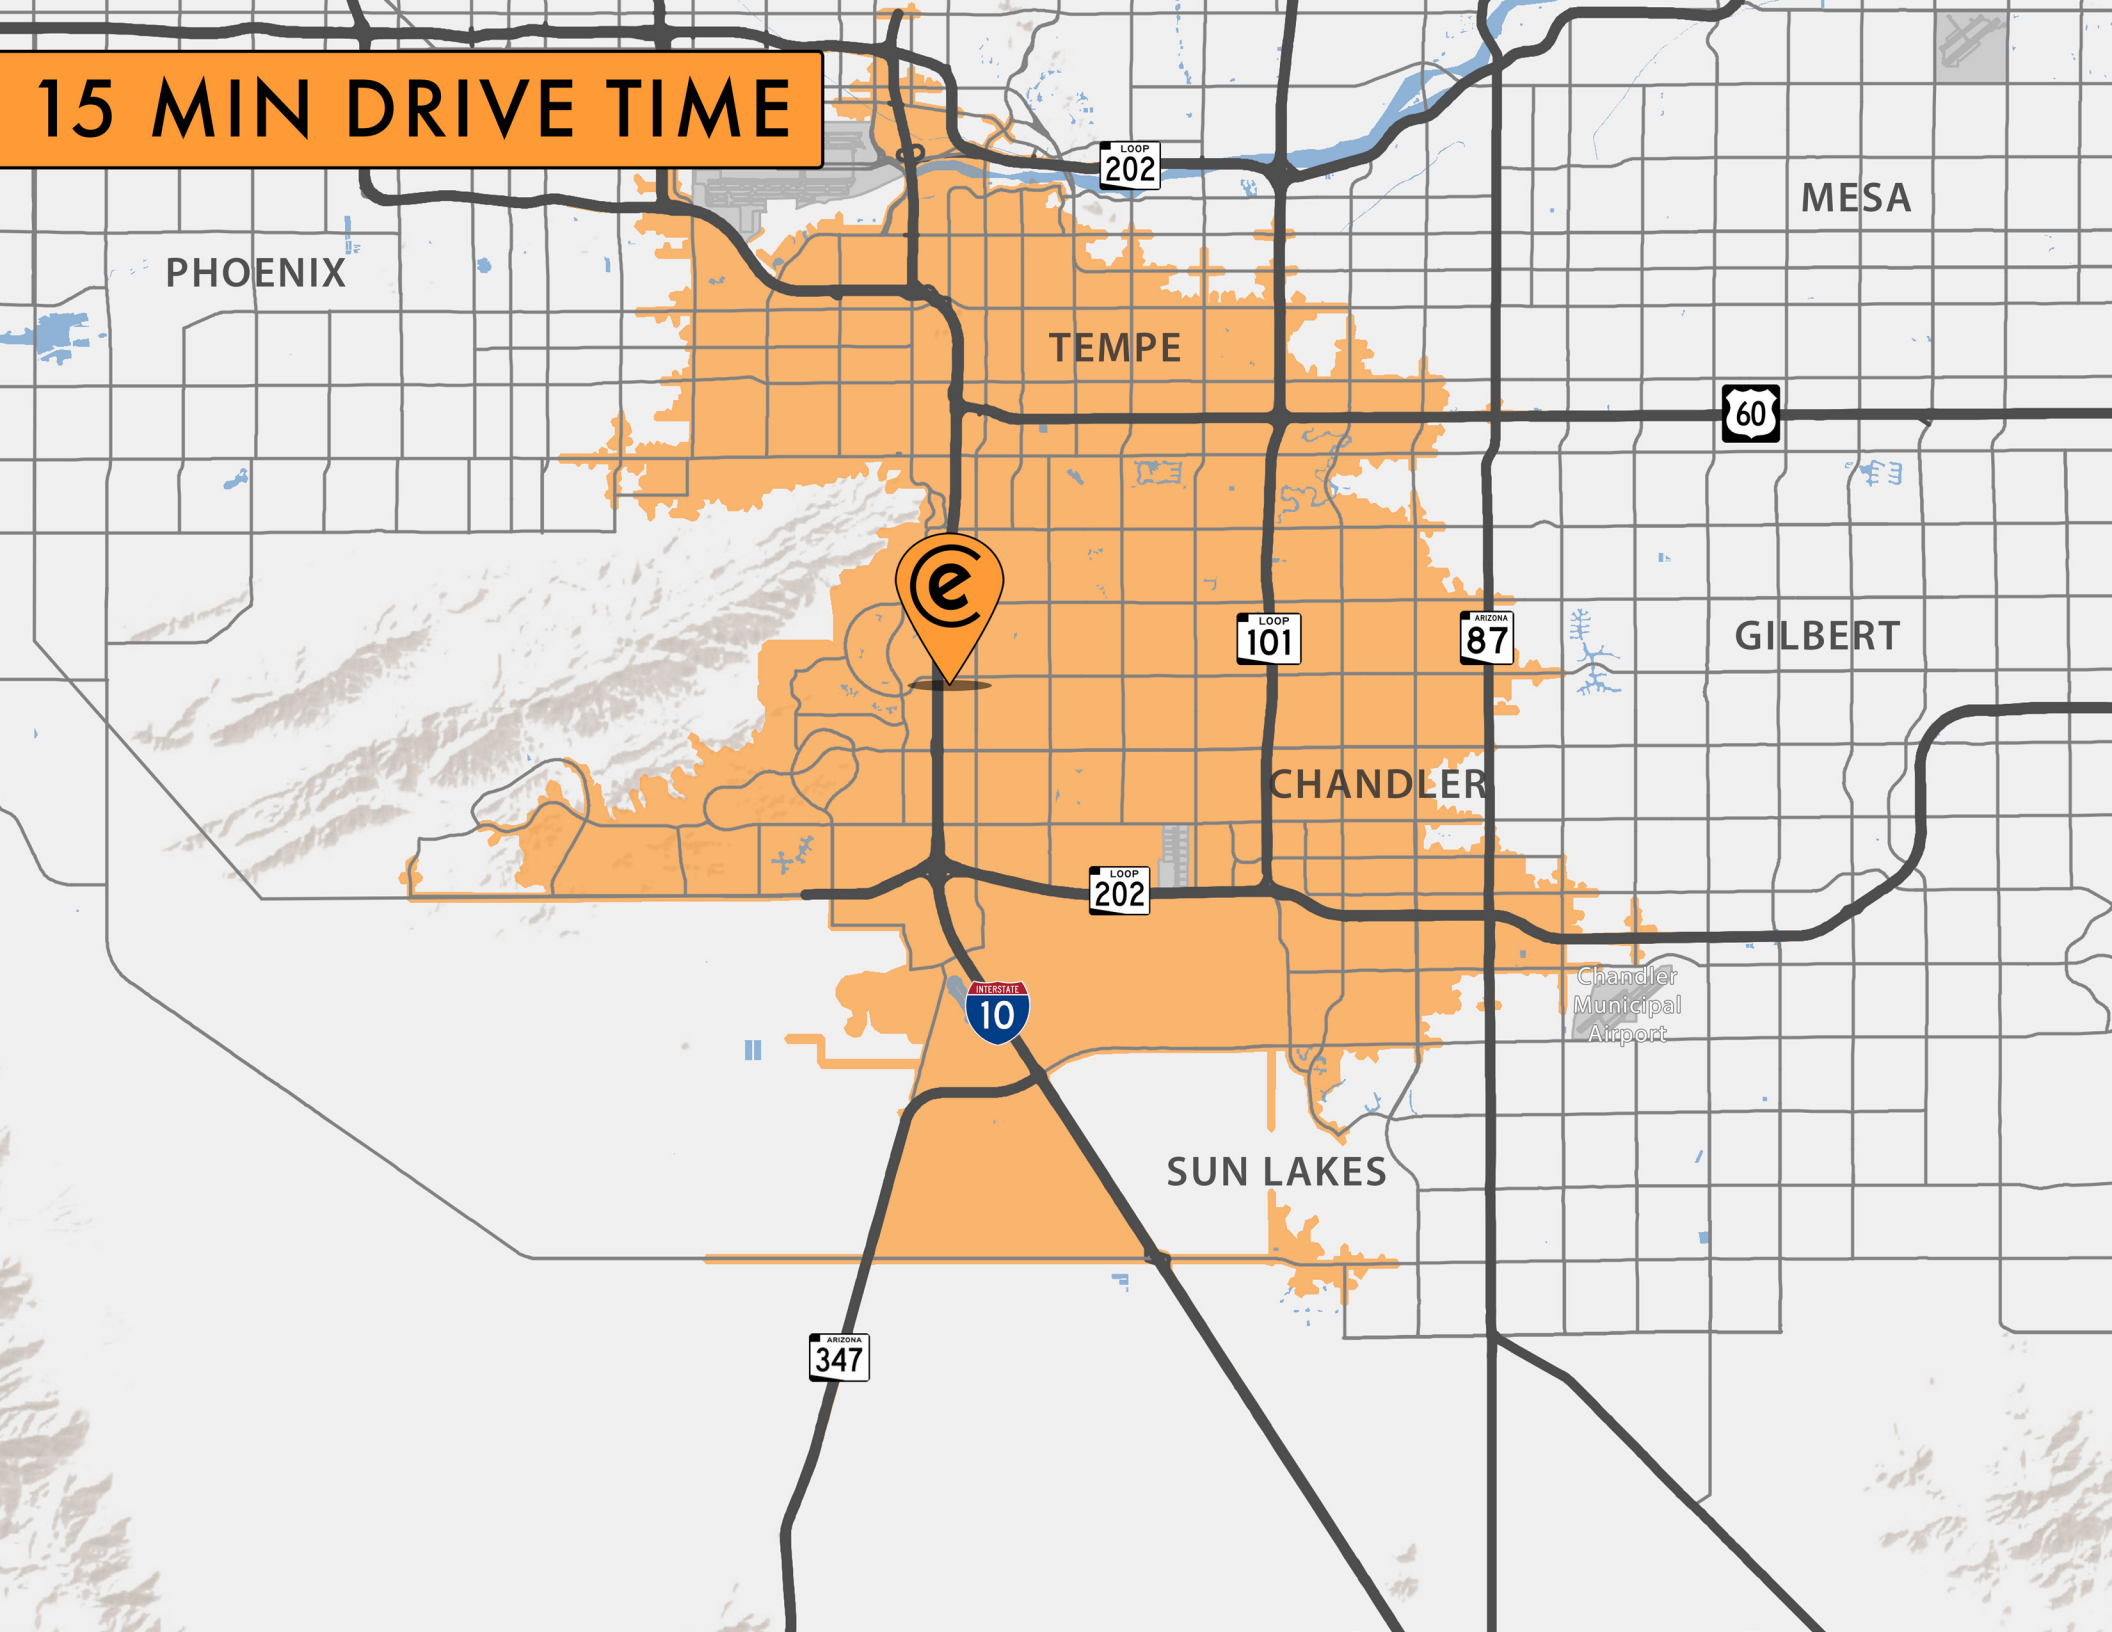 15 MIN DRIVE TIME
LOOP
202
MESA
PHOENIX
TEMPE
60
LOOP
101
ARIZONA
87
GILBERT
CHANDLER
LOOP
202
INTERSTATE
10
Chandler
Municipal
Airport
SUN LAKES
ARIZONA
347